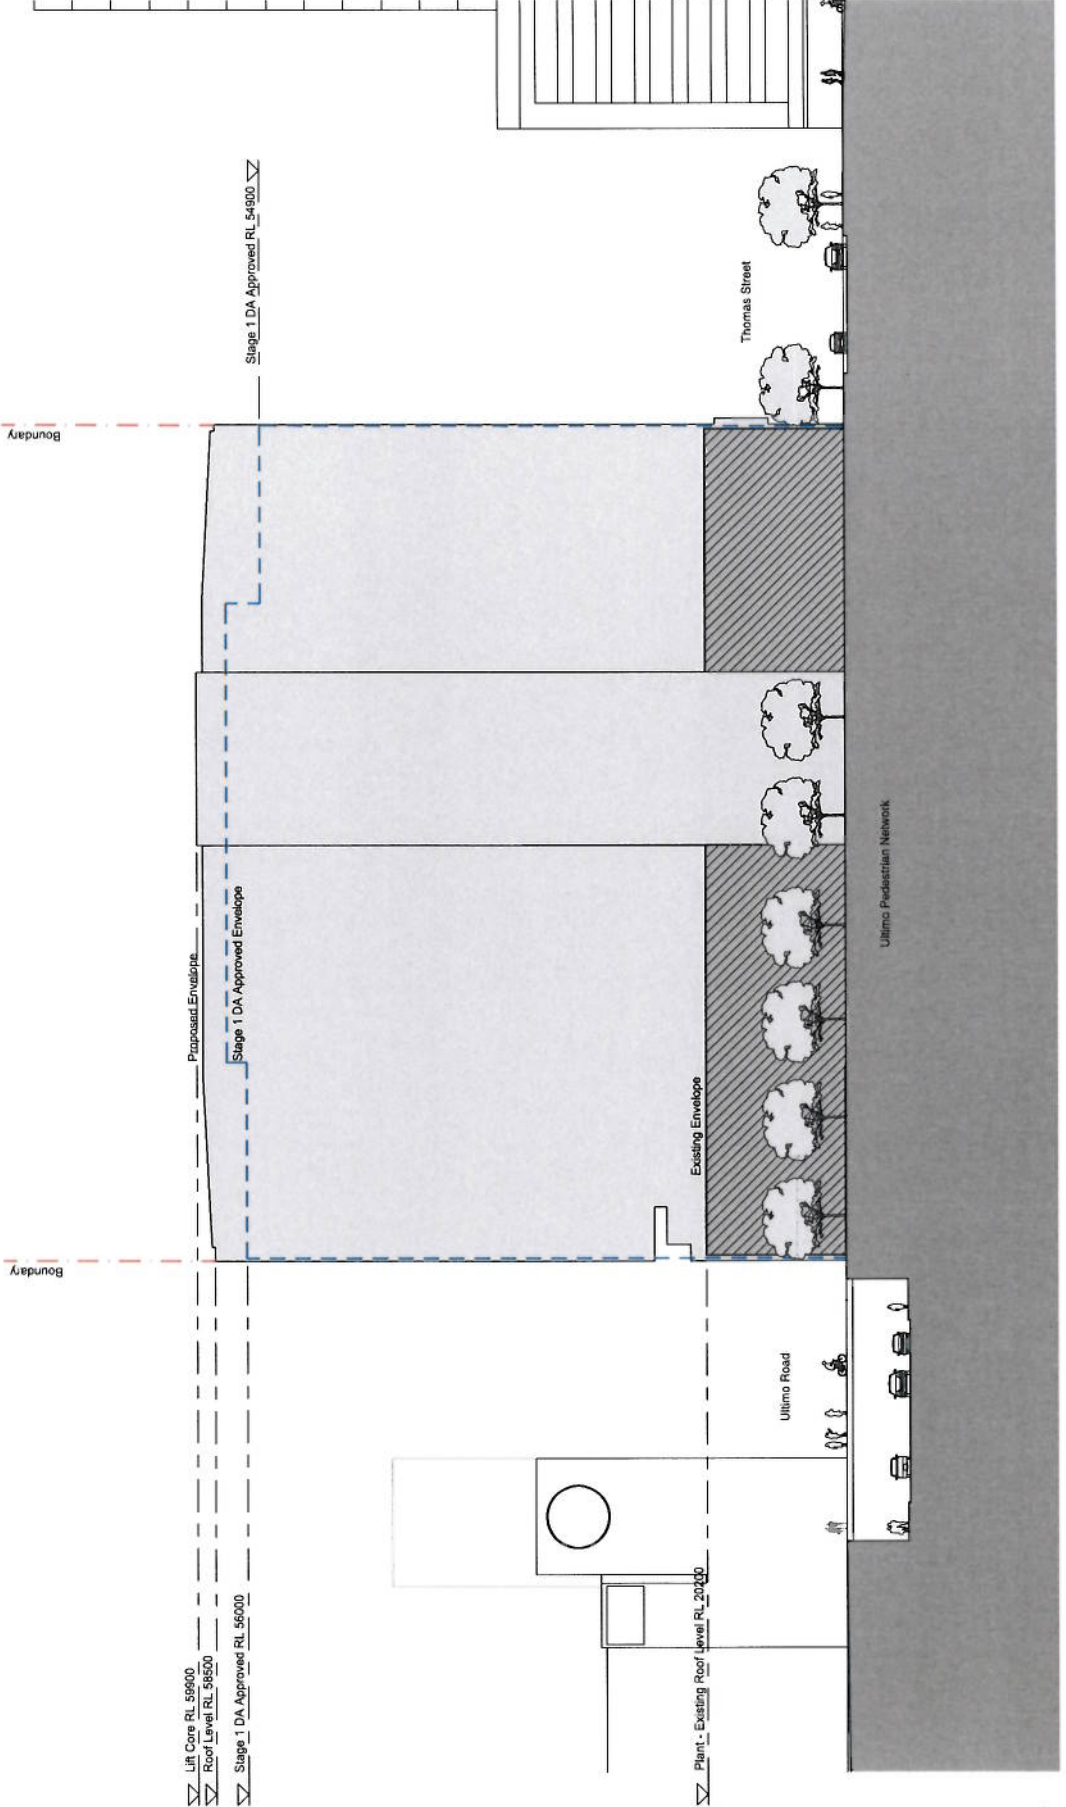 Lift Core RL 59900
Roof Level RL 58500
Stage 1 DA Approved RL 56000
Plant - Existing Roof Level RL 20200
Boundary
Boundary
Proposed Envelope
Stage 1 DA Approved Envelope
Stage 1 DA Approved RL 54900
Existing Envelope
Ultimo Road
Thomas Street
Ultimo Pedestrian Network